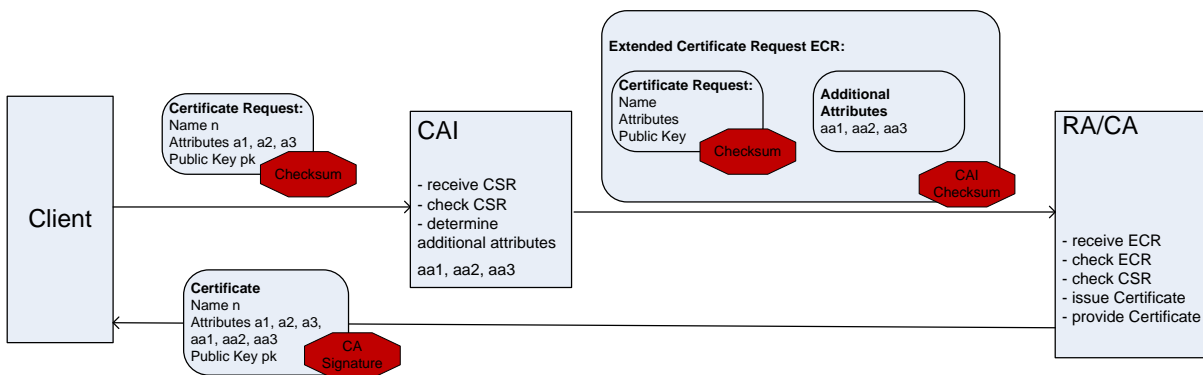 Extended Certificate Request ECR:
Certificate Request:
Name n
Attributes a1, a2, a3
Public Key pk
Checksum
Certificate Request:
Name
Attributes
Public Key
Checksum
Additional
Attributes
aa1, aa2, aa3
CAI
Checksum
Client
CAI
- receive CSR
- check CSR
- determine
additional attributes
aa1, aa2, aa3
RA/CA
- receive ECR
- check ECR
- check CSR
- issue Certificate
- provide Certificate
Certificate
Name n
Attributes a1, a2, a3,
aa1, aa2, aa3
Public Key pk
CA
Signature